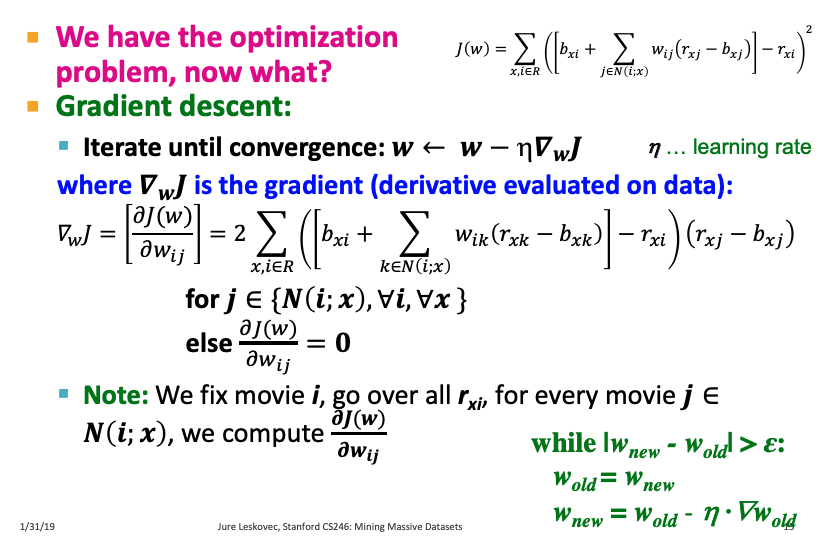 We have the optimization problem, now what?
J(w) = ∑_{x,i∈R} ([b_{xi} + ∑_{j∈N(i;x)} w_{ij}(r_{xj} − b_{xj})] − r_{xi})^2
Gradient descent:
Iterate until convergence: w ← w − η∇_wJ
η … learning rate
where ∇_wJ is the gradient (derivative evaluated on data):
∇_wJ = [∂J(w)/∂w_{ij}] = 2 ∑_{x,i∈R} ([b_{xi} + ∑_{k∈N(i;x)} w_{ik}(r_{xk} − b_{xk})] − r_{xi}) (r_{xj} − b_{xj})
for j ∈ {N(i; x), ∀i, ∀x }
else ∂J(w)/∂w_{ij} = 0
Note: We fix movie i, go over all r_{xi}, for every movie j ∈
N(i; x), we compute ∂J(w)/∂w_{ij}
while |w_{new} - w_{old}| > ε:
w_{old} = w_{new}
w_{new} = w_{old} - η · ∇w_{old}
1/31/19
Jure Leskovec, Stanford CS246: Mining Massive Datasets